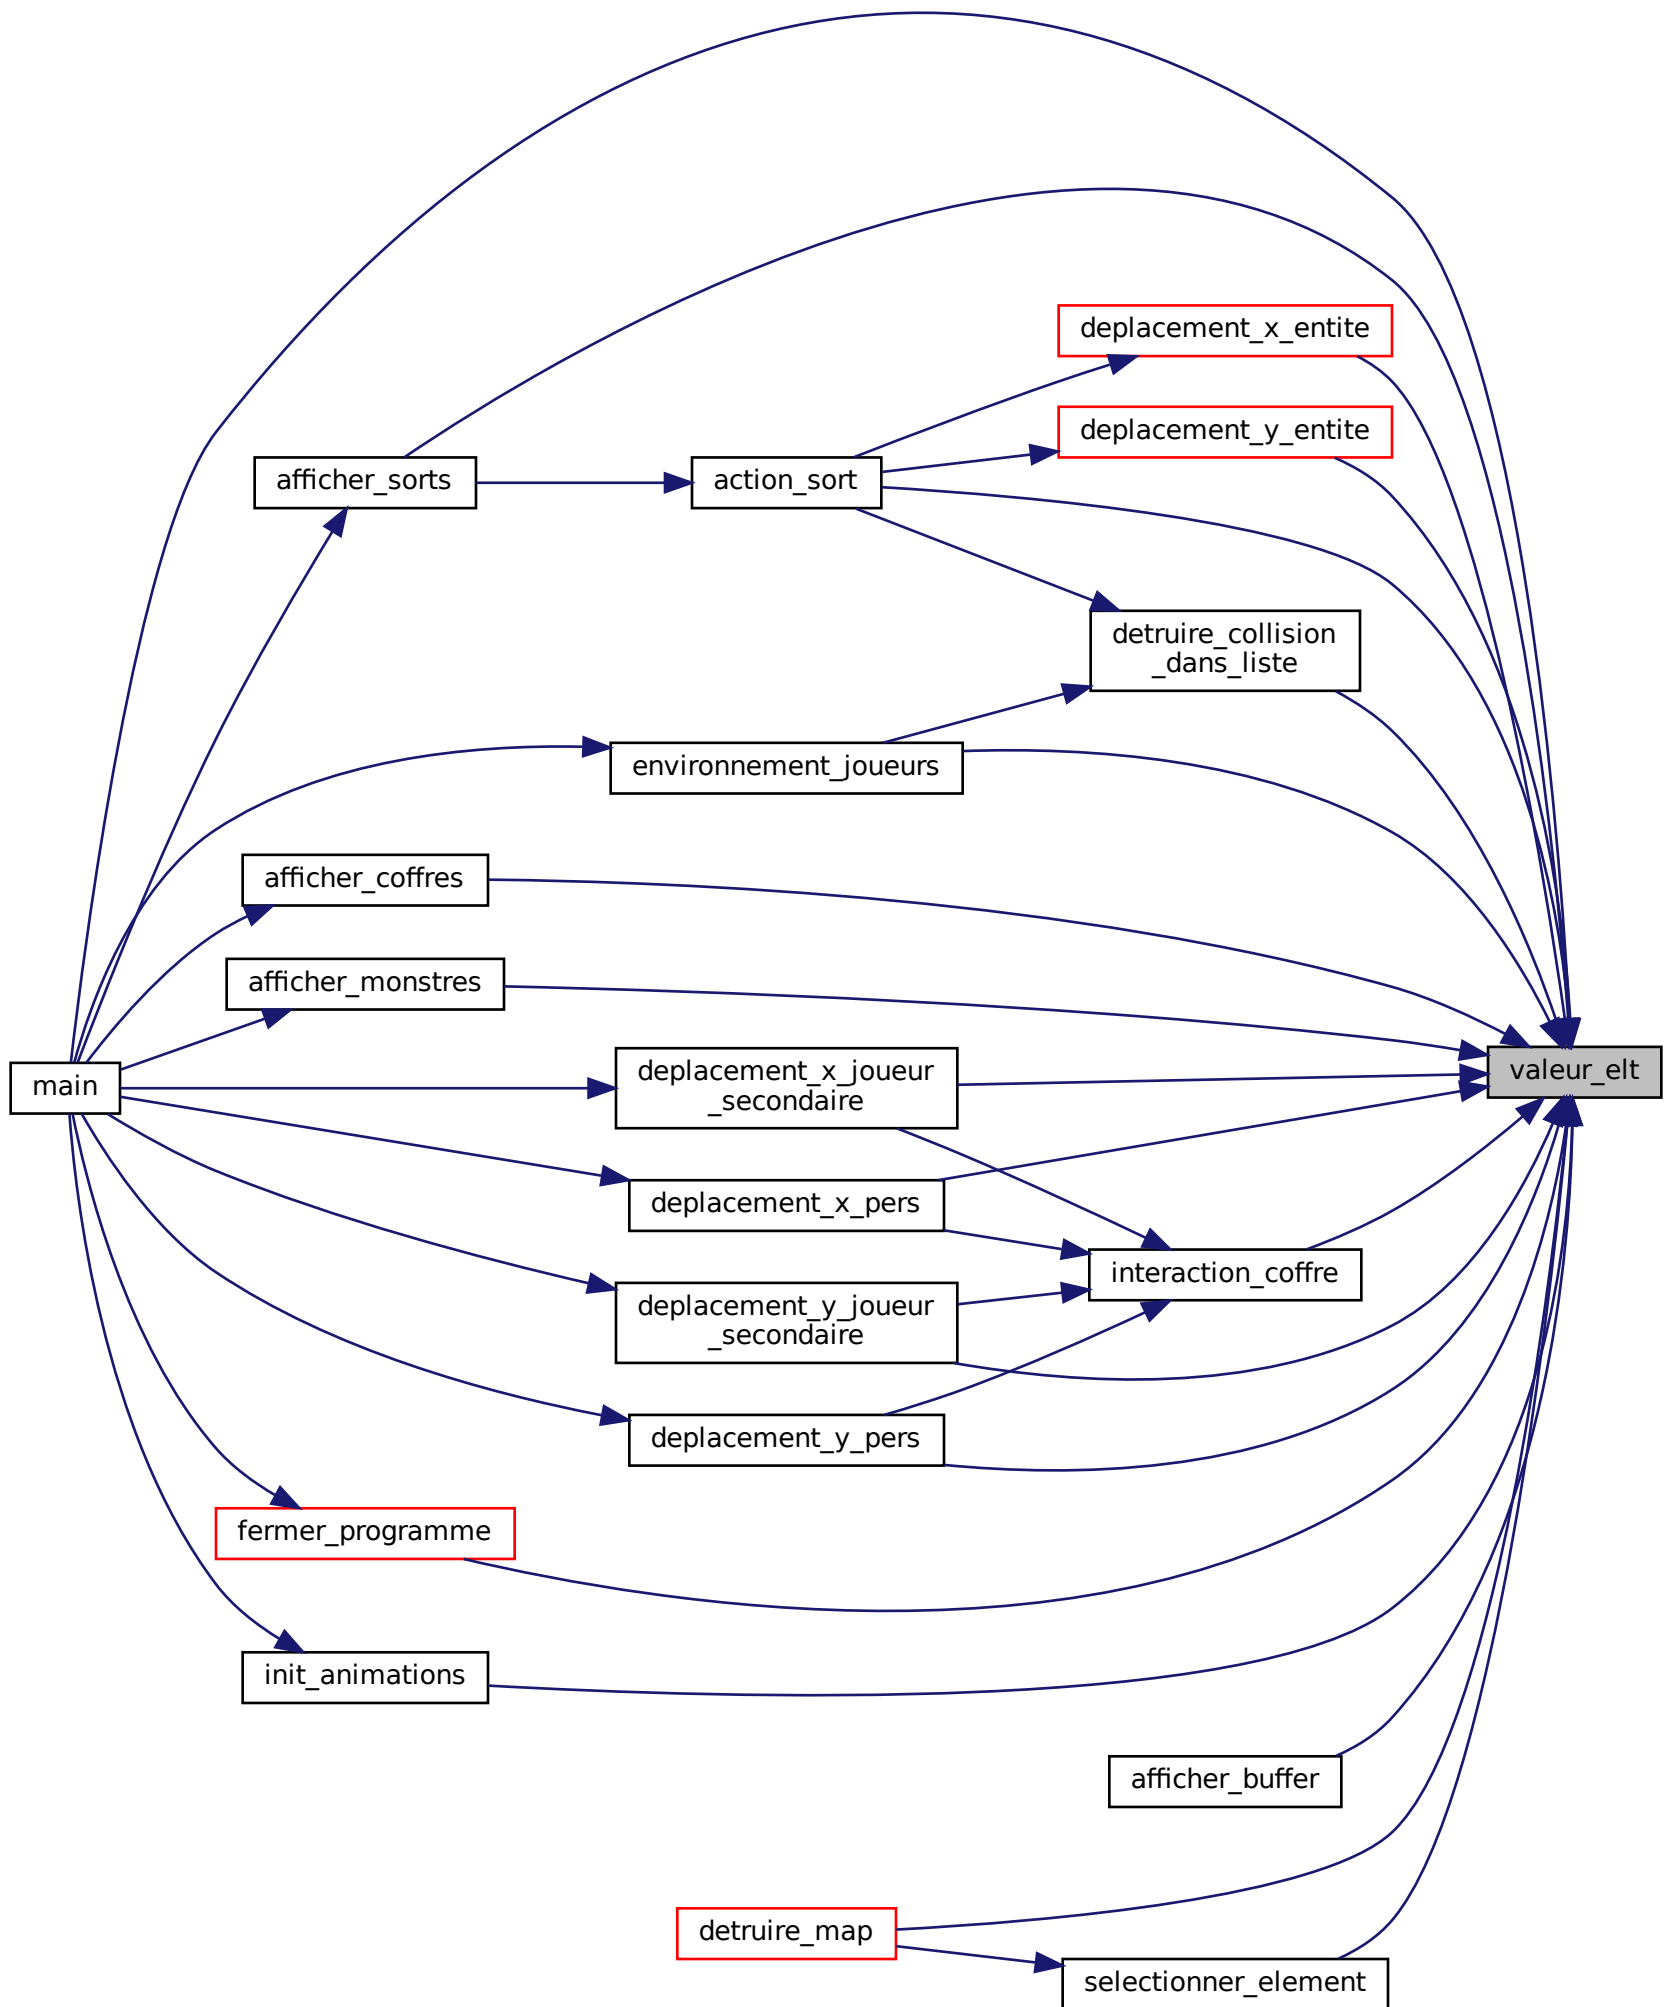 deplacement_x_entite
deplacement_y_entite
afficher_sorts
action_sort
detruire_collision
_dans_liste
environnement_joueurs
afficher_coffres
afficher_monstres
main
deplacement_x_joueur
_secondaire
valeur_elt
deplacement_x_pers
interaction_coffre
deplacement_y_joueur
_secondaire
deplacement_y_pers
fermer_programme
init_animations
afficher_buffer
detruire_map
selectionner_element